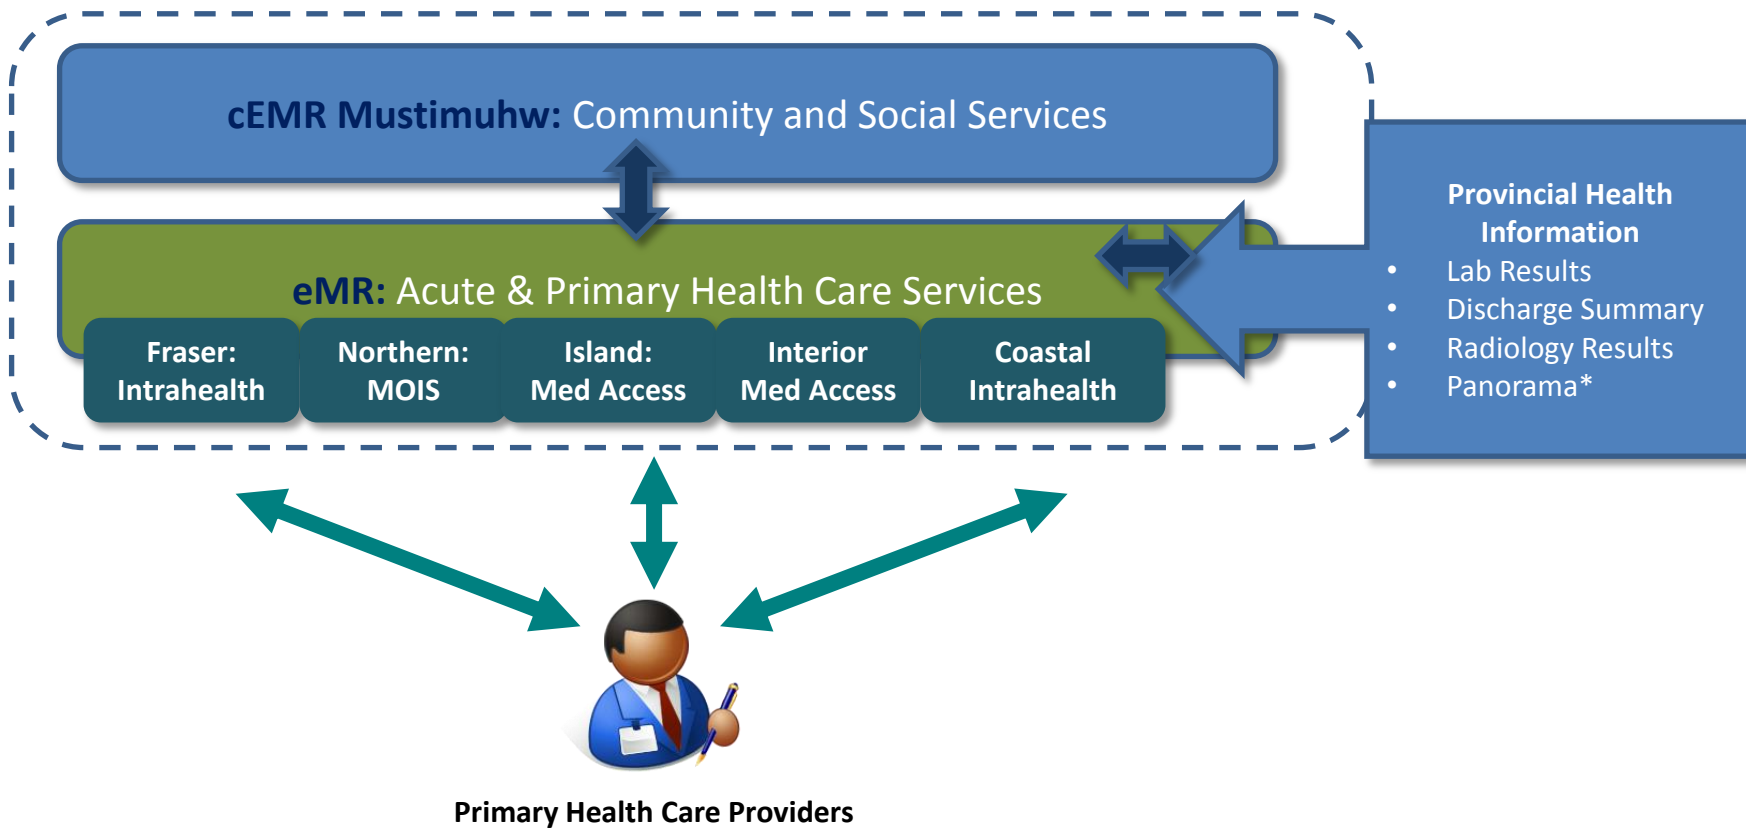 cEMR Mustimuhw: Community and Social Services
eMR: Acute & Primary Health Care Services
Fraser:
Intrahealth
Northern:
MOIS
Island:
Med Access
Interior
Med Access
Coastal
Intrahealth
Provincial Health
Information
• Lab Results
• Discharge Summary
• Radiology Results
• Panorama*
Primary Health Care Providers